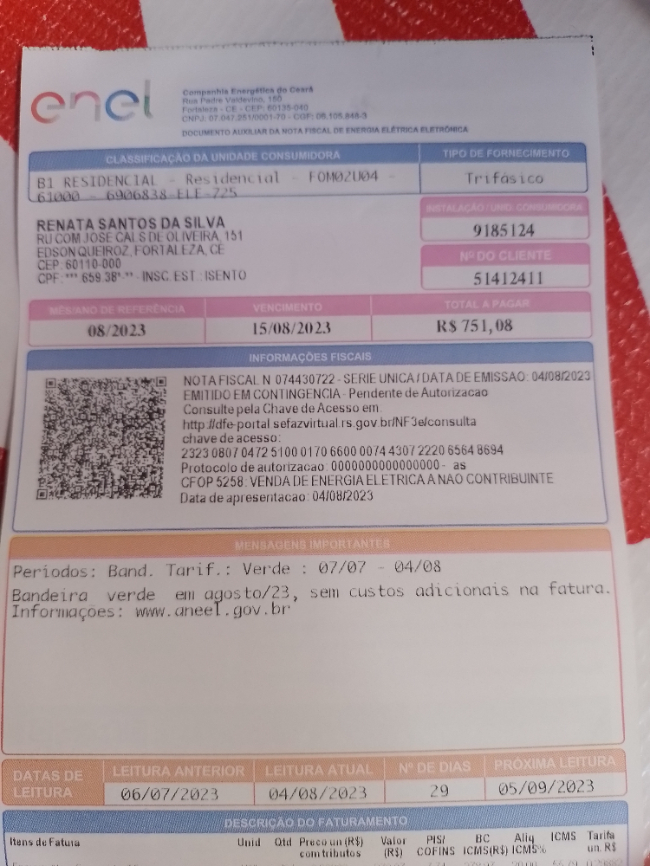 enel
Companhia Energética do Ceará
Rua Padre Valdevino, 150
Fortaleza - CE - CEP: 60135-040
CNPJ: 07.047.251/0001-70 - CGF: 06.105.848-3
DOCUMENTO AUXILIAR DA NOTA FISCAL DE ENERGIA ELÉTRICA ELETRÔNICA
CLASSIFICAÇÃO DA UNIDADE CONSUMIDORA
TIPO DE FORNECIMENTO
B1 RESIDENCIAL - Residencial - FOM02U04 -
61000 - 6906838-ELE-725
Trifásico
RENATA SANTOS DA SILVA
RU COM JOSE CALS DE OLIVEIRA, 151
EDSON QUEIROZ, FORTALEZA, CE
CEP: 60110-000
CPF: *** 659.38*-** - INSC. EST.: ISENTO
INSTALAÇÃO / UNID. CONSUMIDORA
9185124
Nº DO CLIENTE
51412411
MÊS/ANO DE REFERÊNCIA
VENCIMENTO
TOTAL A PAGAR
08/2023
15/08/2023
R$ 751,08
INFORMAÇÕES FISCAIS
NOTA FISCAL N 074430722 - SERIE UNICA / DATA DE EMISSAO: 04/08/2023
EMITIDO EM CONTINGENCIA - Pendente de Autorizacao
Consulte pela Chave de Acesso em
http://dfe-portal.sefazvirtual.rs.gov.br/NF3e/consulta
chave de acesso:
2323 0807 0472 5100 0170 6600 0074 4307 2220 6564 8694
Protocolo de autorizacao: 0000000000000000 - as
CFOP 5258: VENDA DE ENERGIA ELETRICA A NAO CONTRIBUINTE
Data de apresentacao: 04/08/2023
MENSAGENS IMPORTANTES
Períodos: Band. Tarif.: Verde : 07/07 - 04/08
Bandeira verde em agosto/23, sem custos adicionais na fatura.
Informações: www.aneel.gov.br
DATAS DE LEITURA
LEITURA ANTERIOR
LEITURA ATUAL
Nº DE DIAS
PRÓXIMA LEITURA
06/07/2023
04/08/2023
29
05/09/2023
DESCRIÇÃO DO FATURAMENTO
Itens de Fatura
Unid
Qtd
Preco un (R$) com tributos
Valor (R$)
PIS/ COFINS
BC ICMS(R$)
Aliq ICMS%
ICMS
Tarifa un. R$